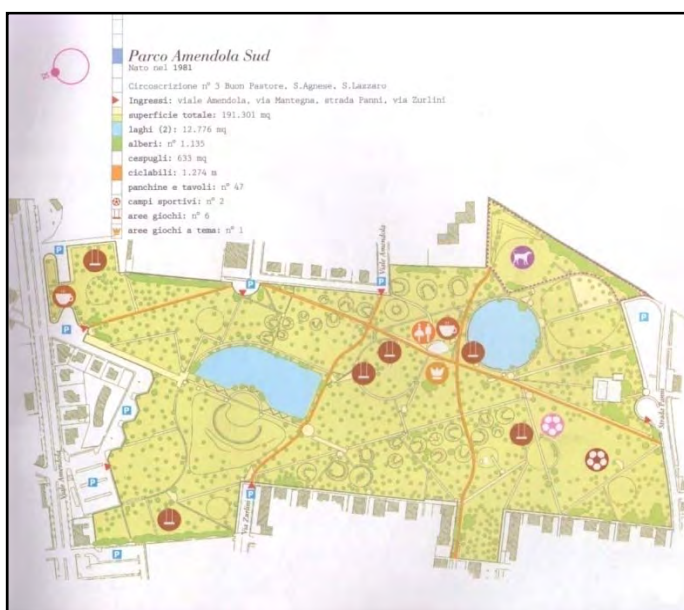 Parco Amendola Sud
Nato nel 1981
Circoscrizione n° 3 Buon Pastore, S.Agnese, S.Lazzaro
Ingressi: viale Amendola, via Mantegna, strada Panni, via Zurlini
superficie totale: 191.301 mq
laghi (2): 12.776 mq
alberi: n° 1.135
cespugli: 633 mq
ciclabili: 1.274 m
panchine e tavoli: n° 47
campi sportivi: n° 2
aree giochi: n° 6
aree giochi a tema: n° 1
Viale Amendola
P
P
P
P
P
P
P
P
P
P
Viale Amendola
Via Zurlini
Strada Panni